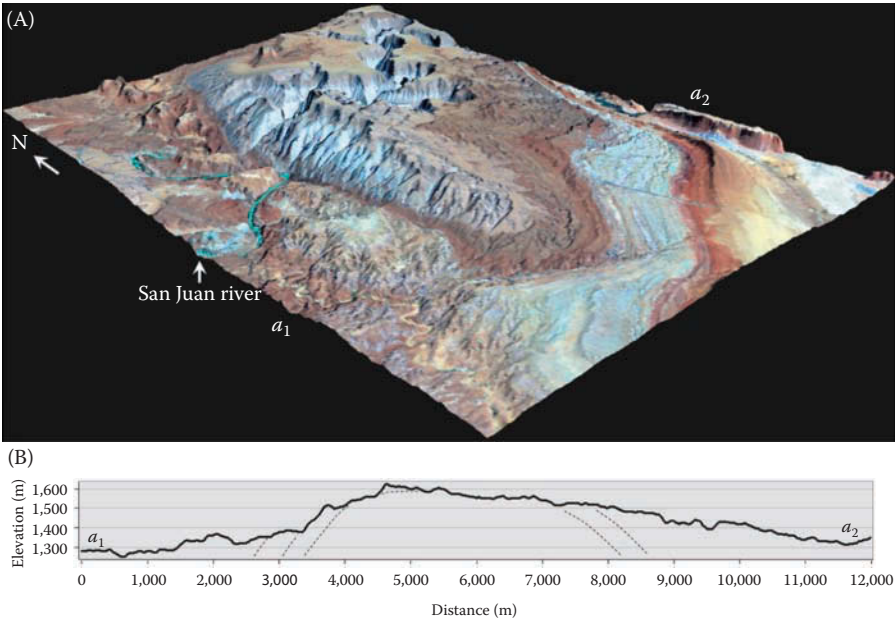 (A)
a2
N
San Juan river
a1
(B)
Elevation (m)
1,600
1,500
1,400
1,300
a1
a2
0 1,000 2,000 3,000 4,000 5,000 6,000 7,000 8,000 9,000 10,000 11,000 12,000
Distance (m)